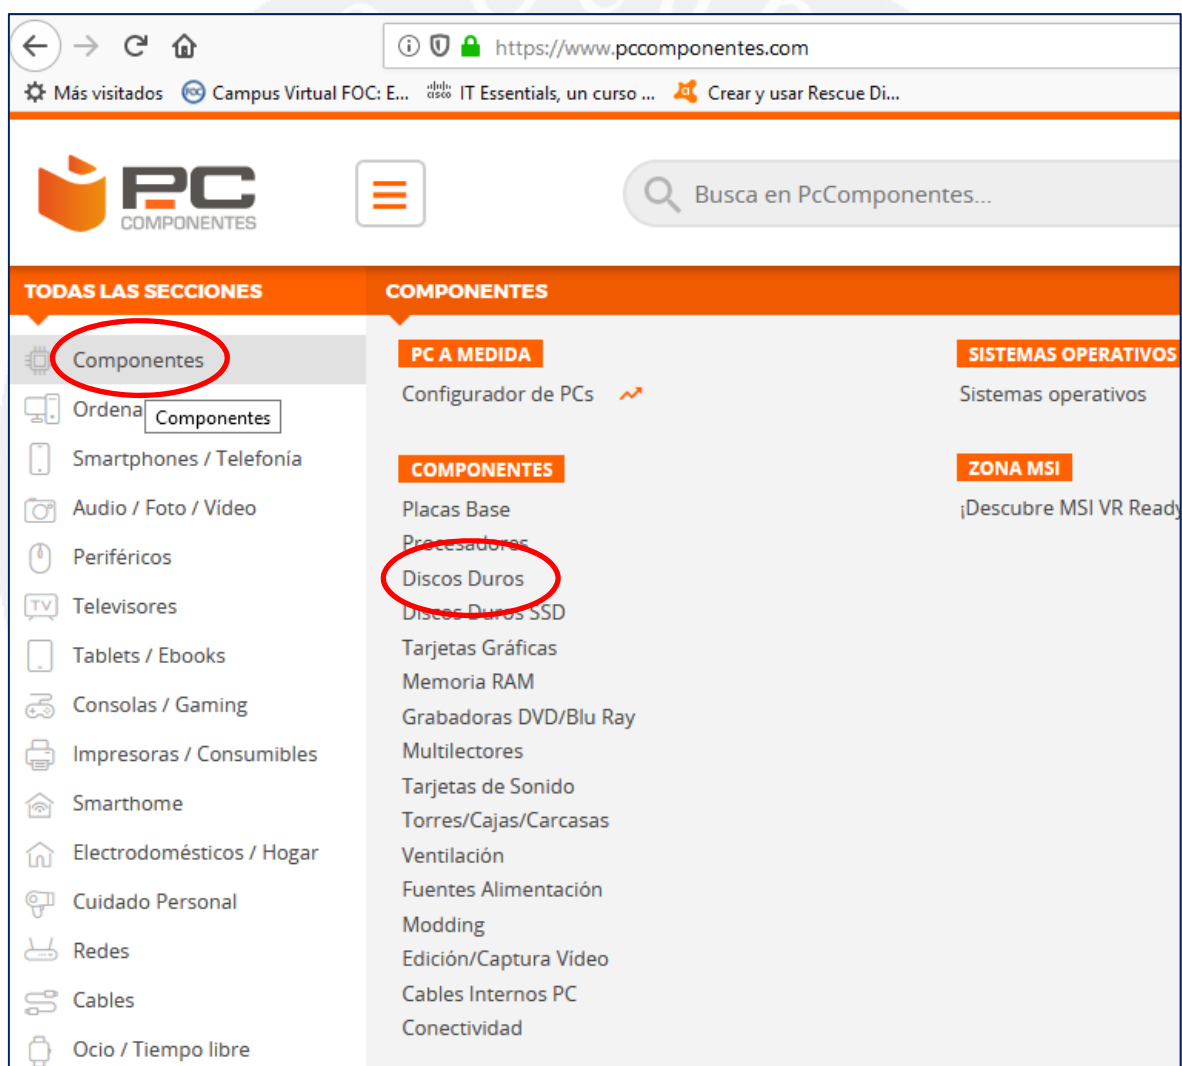 https://www.pccomponentes.com
Más visitados Campus Virtual FOC: E... IT Essentials, un curso ... Crear y usar Rescue Di...
PC
COMPONENTES
Busca en PcComponentes...
TODAS LAS SECCIONES
Componentes
Ordena
Componentes
Smartphones / Telefonía
Audio / Foto / Vídeo
Periféricos
TV
Televisores
Tablets / Ebooks
Consolas / Gaming
Impresoras / Consumibles
Smarthome
Electrodomésticos / Hogar
Cuidado Personal
Redes
Cables
Ocio / Tiempo libre
COMPONENTES
PC A MEDIDA
Configurador de PCs
COMPONENTES
Placas Base
Procesadores
Discos Duros
Discos Duros SSD
Tarjetas Gráficas
Memoria RAM
Grabadoras DVD/Blu Ray
Multilectores
Tarjetas de Sonido
Torres/Cajas/Carcasas
Ventilación
Fuentes Alimentación
Modding
Edición/Captura Vídeo
Cables Internos PC
Conectividad
SISTEMAS OPERATIVOS
Sistemas operativos
ZONA MSI
¡Descubre MSI VR Ready